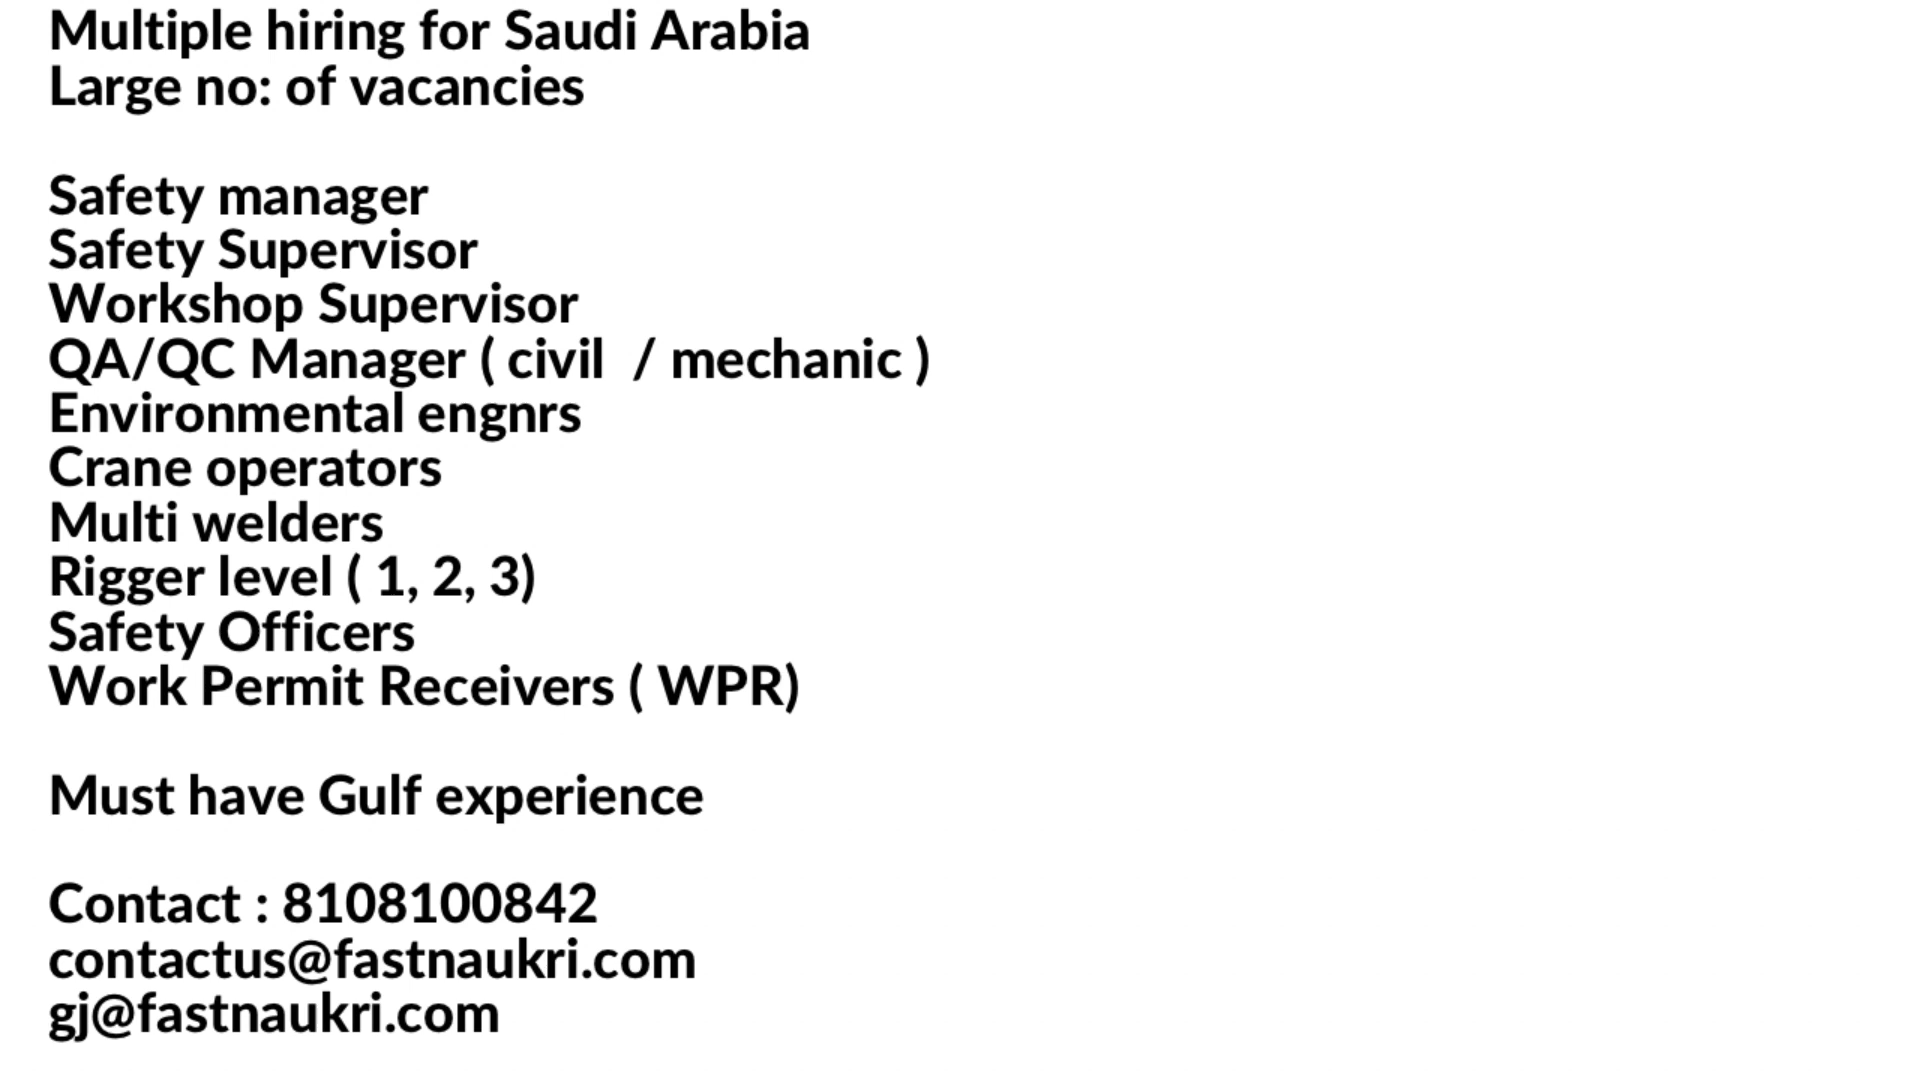 Multiple hiring for Saudi Arabia
Large no: of vacancies
Safety manager
Safety Supervisor
Workshop Supervisor
QA/QC Manager ( civil  / mechanic )
Environmental engnrs
Crane operators
Multi welders
Rigger level ( 1, 2, 3)
Safety Officers
Work Permit Receivers ( WPR)
Must have Gulf experience
Contact : 8108100842
contactus@fastnaukri.com
gj@fastnaukri.com